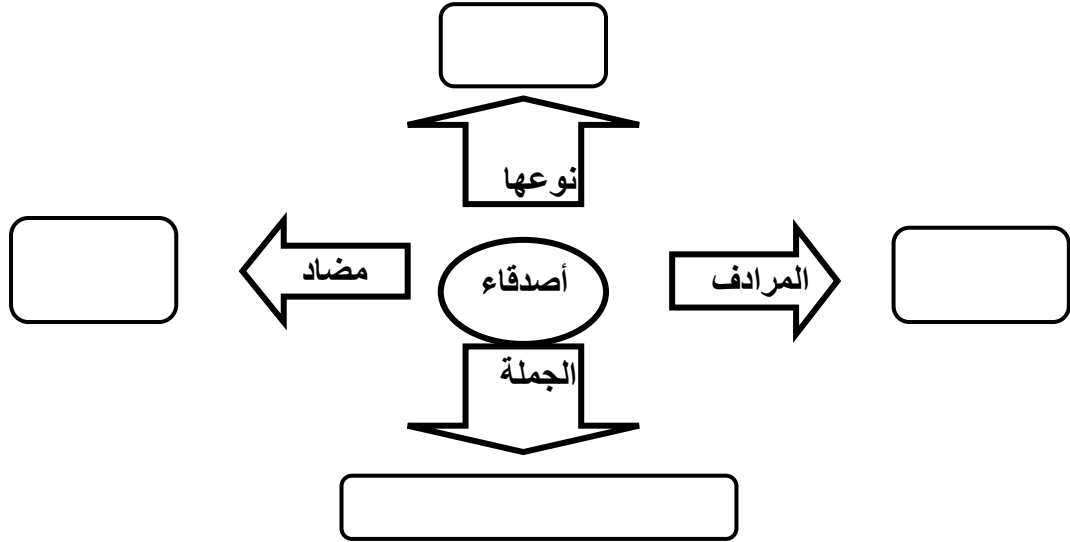 نوعها
المرادف
أصدقاء
مضاد
الجملة